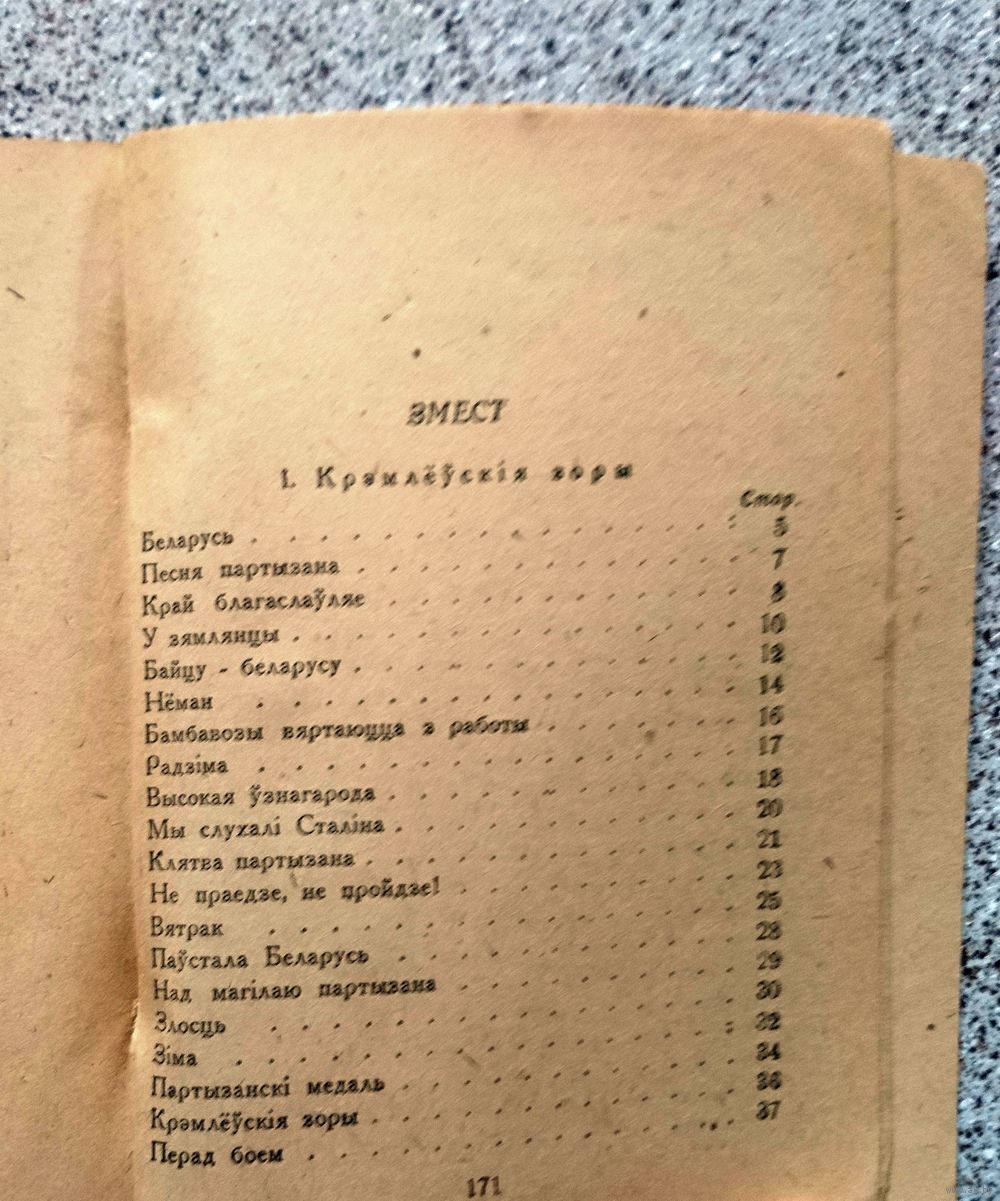 ЗМЕСТ
1. Крэмлёўскія зоры
Стор.
Беларусь . . . . . . . . . . . . . . . . 5
Песня партызана . . . . . . . . . . . . . 7
Край благаслаўляе . . . . . . . . . . . . 8
У зямлянцы . . . . . . . . . . . . . . . 10
Байцу - беларусу . . . . . . . . . . . . . 12
Нёман . . . . . . . . . . . . . . . . 14
Бамбавозы вяртаюцца з работы . . . . . . . 16
Радзіма . . . . . . . . . . . . . . . . 17
Высокая ўзнагарода . . . . . . . . . . . . 18
Мы слухалі Сталіна . . . . . . . . . . . . 20
Клятва партызана . . . . . . . . . . . . . 21
Не праедзе, не пройдзе! . . . . . . . . . . 23
Вятрак . . . . . . . . . . . . . . . . 25
Паўстала Беларусь . . . . . . . . . . . . 28
Над магілаю партызана . . . . . . . . . . 29
Злосць . . . . . . . . . . . . . . . . 30
Зіма . . . . . . . . . . . . . . . . . 32
Партызанскі медаль . . . . . . . . . . . . 34
Крэмлёўскія зоры . . . . . . . . . . . . . 36
Перад боем . . . . . . . . . . . . . . . 37
171